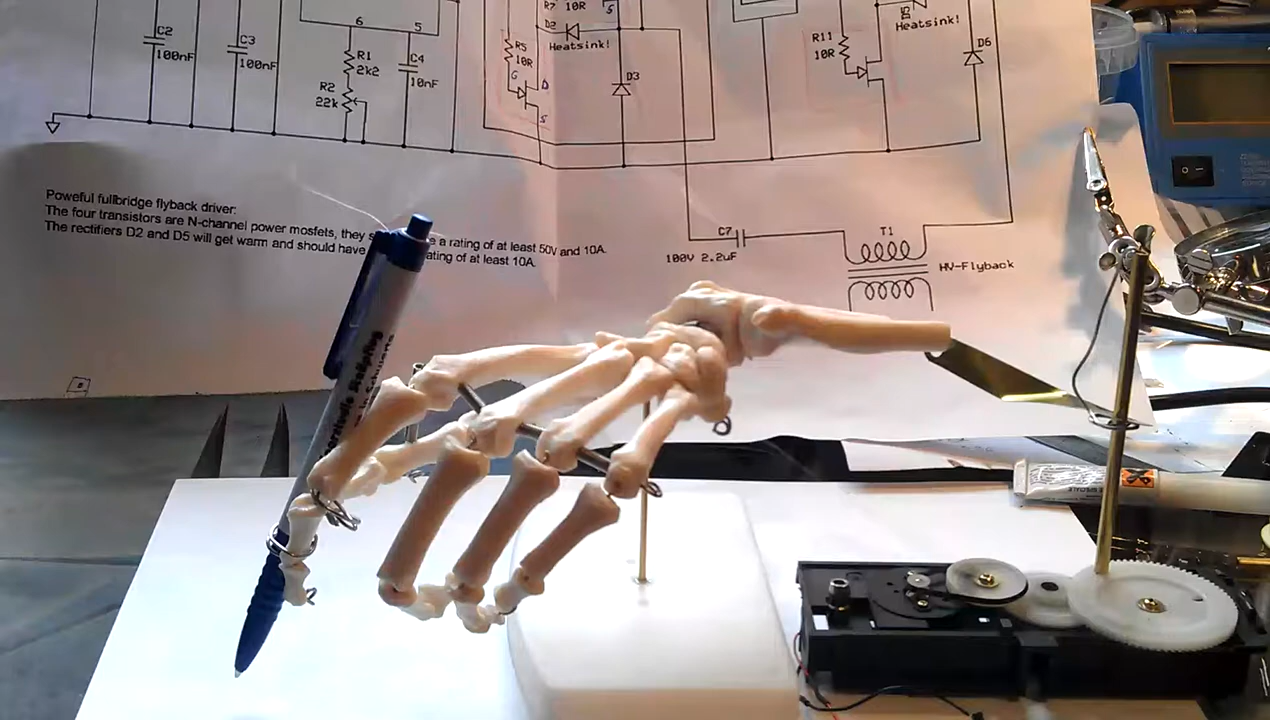 R7 10R
S
D2
Heatsink!
R5
10R
G
D
S
D3
6
5
C2
100nF
C3
100nF
R1
2k2
C4
10nF
R2
22k
R11
10R
Heatsink!
D6
Poweful fullbridge flyback driver:
The four transistors are N-channel power mosfets, they e a rating of at least 50V and 10A.
The rectifiers D2 and D5 will get warm and should have ating of at least 10A.
C7
100V 2.2uF
T1
HV-Flyback